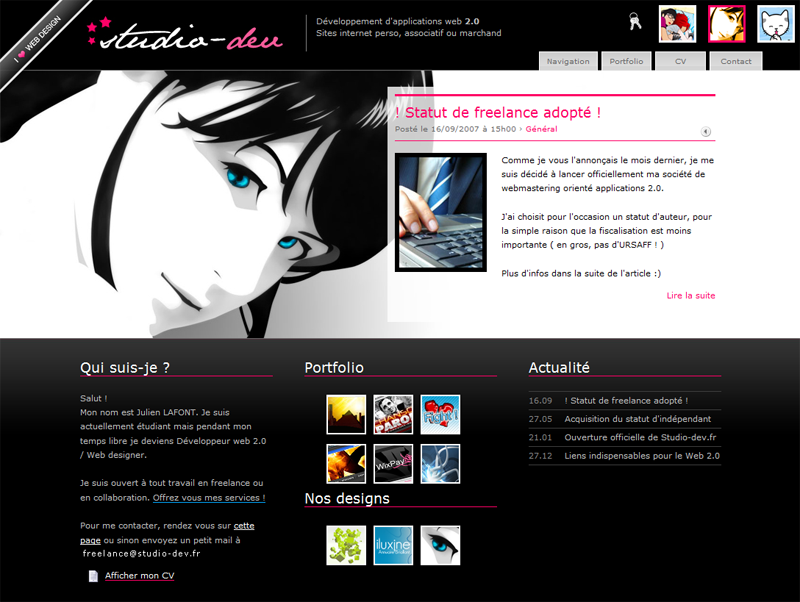 I ♥ WEB DESIGN
studio-dev
Développement d'applications web 2.0
Sites internet perso, associatif ou marchand
Navigation
Portfolio
CV
Contact
! Statut de freelance adopté !
Posté le 16/09/2007 à 15h00 › Général
Comme je vous l'annonçais le mois dernier, je me
suis décidé à lancer officiellement ma société de
webmastering orienté applications 2.0.
J'ai choisit pour l'occasion un statut d'auteur, pour
la simple raison que la fiscalisation est moins
importante ( en gros, pas d'URSAFF ! )
Plus d'infos dans la suite de l'article :)
Lire la suite
Qui suis-je ?
Salut !
Mon nom est Julien LAFONT. Je suis
actuellement étudiant mais pendant mon
temps libre je deviens Développeur web 2.0
/ Web designer.
Je suis ouvert à tout travail en freelance ou
en collaboration. Offrez vous mes services !
Pour me contacter, rendez vous sur cette
page ou sinon envoyez un petit mail à
freelance@studio-dev.fr
Afficher mon CV
Portfolio
WixPay
Nos designs
iluxine
Actualité
16.09 ! Statut de freelance adopté !
27.05 Acquisition du statut d'indépendant
21.01 Ouverture officielle de Studio-dev.fr
27.12 Liens indispensables pour le Web 2.0